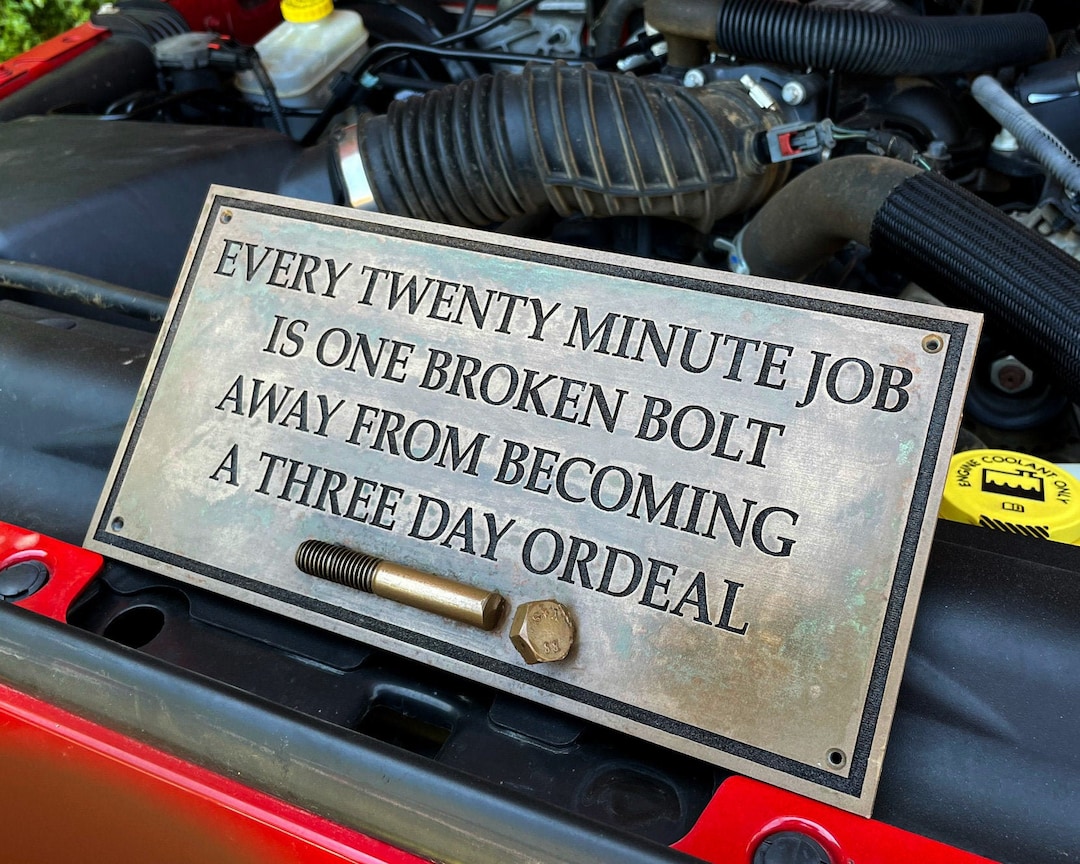 EVERY TWENTY MINUTE JOB
IS ONE BROKEN BOLT
AWAY FROM BECOMING
A THREE DAY ORDEAL
ENGINE COOLANT ONLY